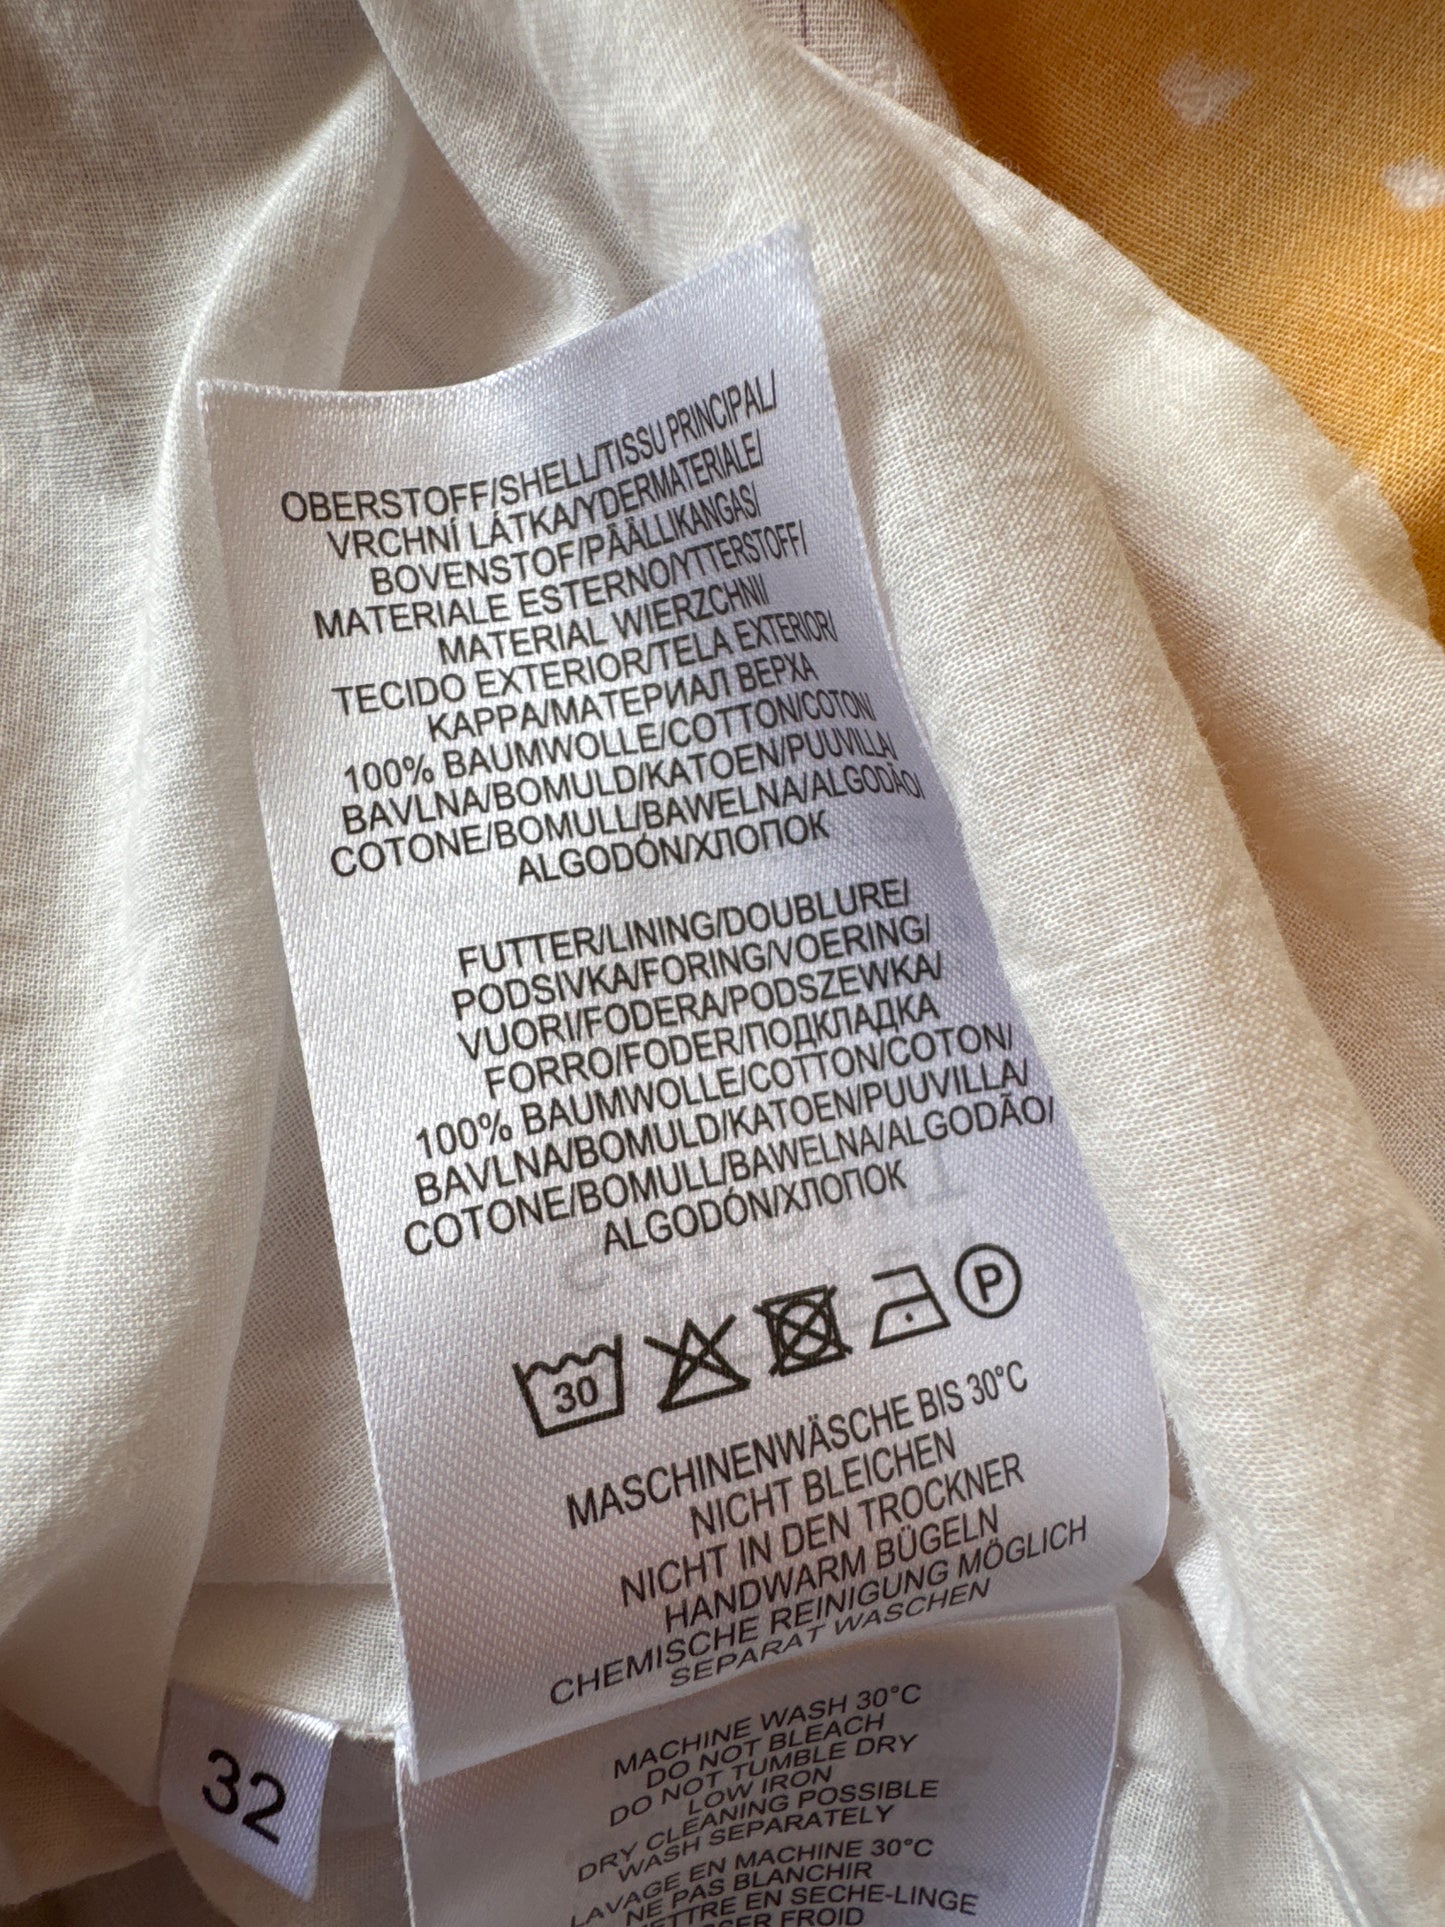 OBERSTOFF/SHELL/TISSU PRINCIPAL/
VRCHNÍ LÁTKA/YDERMATERIALE/
BOVENSTOF/PÄÄLLIKANGAS/
MATERIALE ESTERNO/YTTERSTOFF/
MATERIAL WIERZCHNI/
TECIDO EXTERIOR/TELA EXTERIOR/
KAPPA/МАТЕРИАЛ ВЕРХА
100% BAUMWOLLE/COTTON/COTON/
BAVLNA/BOMULD/KATOEN/PUUVILLA/
COTONE/BOMULL/BAWELNA/ALGODÃO/
ALGODÓN/ХЛОПОК
FUTTER/LINING/DOUBLURE/
PODSIVKA/FORING/VOERING/
VUORI/FODERA/PODSZEWKA/
FORRO/FODER/ПОДКЛАДКА
100% BAUMWOLLE/COTTON/COTON/
BAVLNA/BOMULD/KATOEN/PUUVILLA/
COTONE/BOMULL/BAWELNA/ALGODÃO/
ALGODÓN/ХЛОПОК
30 P
MASCHINENWÄSCHE BIS 30°C
NICHT BLEICHEN
NICHT IN DEN TROCKNER
HANDWARM BÜGELN
CHEMISCHE REINIGUNG MÖGLICH
SEPARAT WASCHEN
MACHINE WASH 30°C
DO NOT BLEACH
DO NOT TUMBLE DRY
LOW IRON
DRY CLEANING POSSIBLE
WASH SEPARATELY
LAVAGE EN MACHINE 30°C
NE PAS BLANCHIR
EN SÈCHE-LINGE
FROID
32